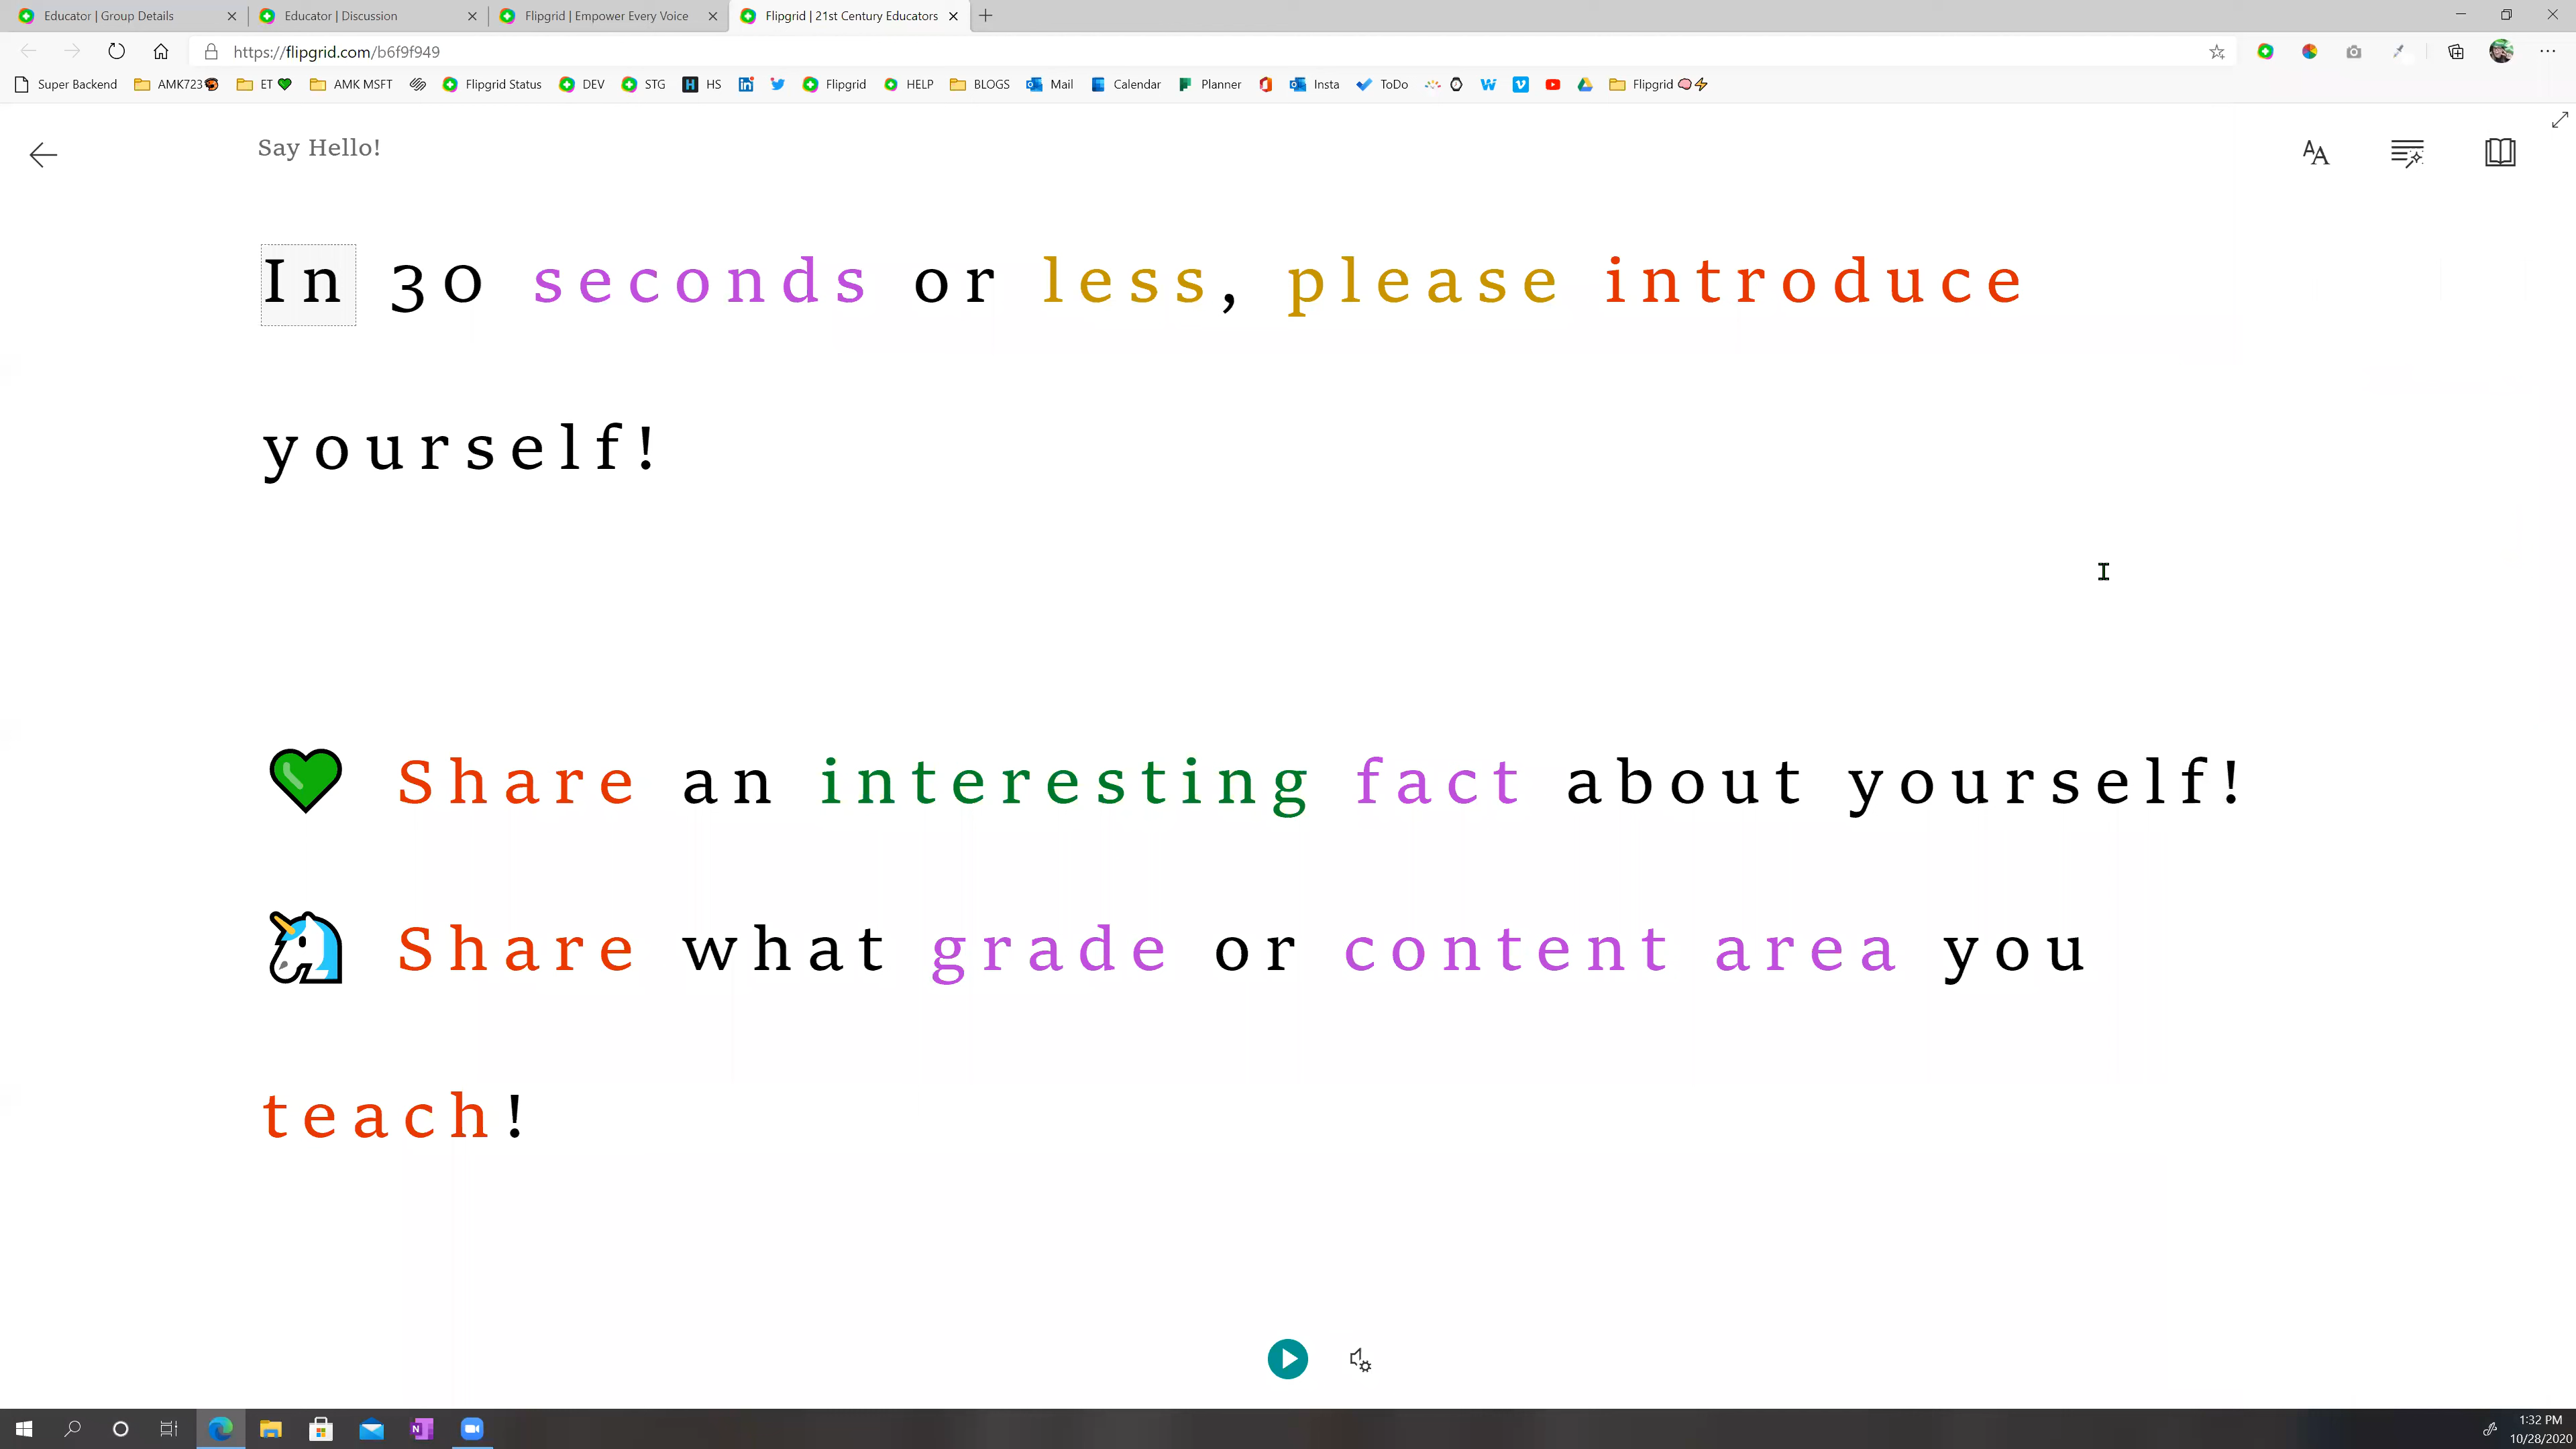 Educator | Group Details
Educator | Discussion
Flipgrid | Empower Every Voice
Flipgrid | 21st Century Educators
https://flipgrid.com/b6f9f949
Super Backend AMK723 ET AMK MSFT Flipgrid Status DEV STG HS Flipgrid HELP BLOGS Mail Calendar Planner Insta ToDo Flipgrid
Say Hello!
In 30 seconds or less, please introduce
yourself!
💚 Share an interesting fact about yourself!
🦄 Share what grade or content area you
teach!
1:32 PM
10/28/2020